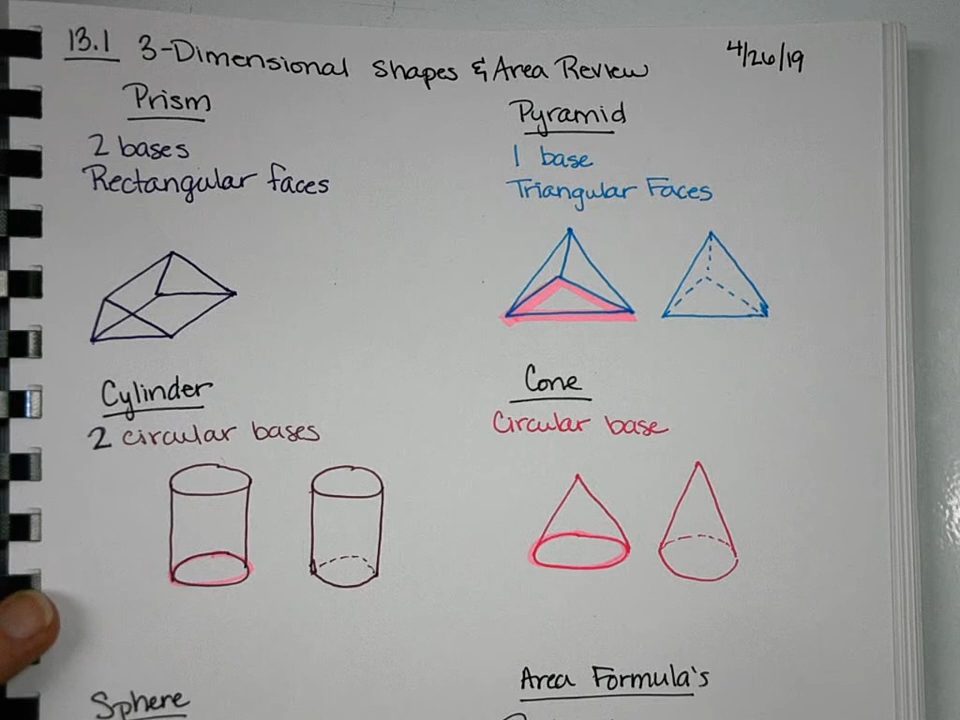 13.1 3-Dimensional Shapes & Area Review 4/26/19
Prism
2 bases
Rectangular faces
Pyramid
1 base
Triangular Faces
Cylinder
2 circular bases
Cone
Circular base
Sphere
Area Formula's